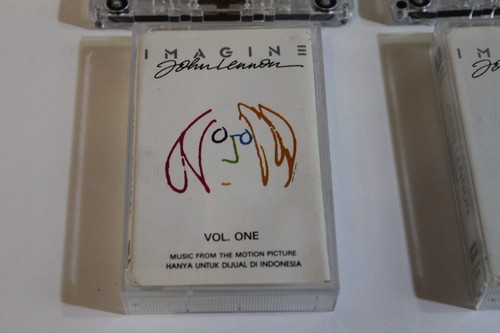 IMAGINE
John Lennon
VOL. ONE
MUSIC FROM THE MOTION PICTURE
HANYA UNTUK DIJUAL DI INDONESIA
I M